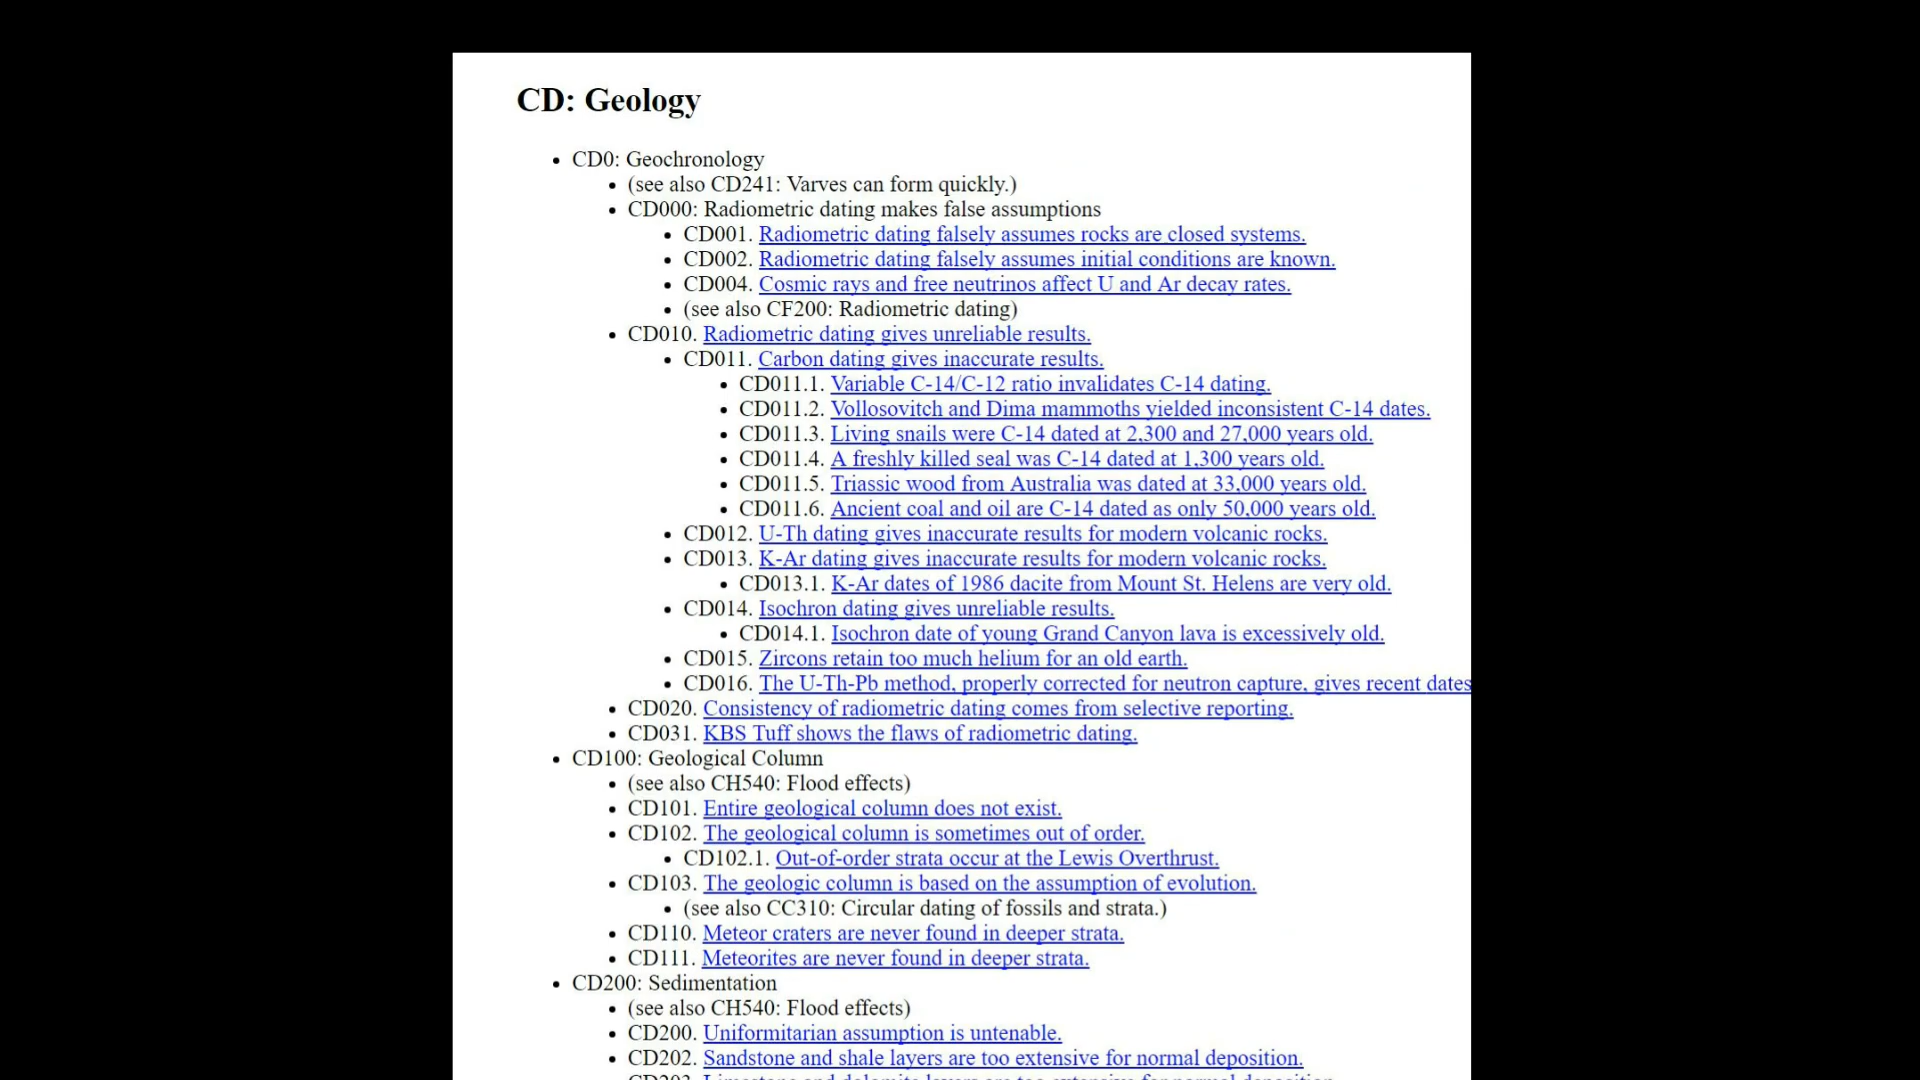 CD: Geology
CD0: Geochronology
(see also CD241: Varves can form quickly.)
CD000: Radiometric dating makes false assumptions
CD001. Radiometric dating falsely assumes rocks are closed systems.
CD002. Radiometric dating falsely assumes initial conditions are known.
CD004. Cosmic rays and free neutrinos affect U and Ar decay rates.
(see also CF200: Radiometric dating)
CD010. Radiometric dating gives unreliable results.
CD011. Carbon dating gives inaccurate results.
CD011.1. Variable C-14/C-12 ratio invalidates C-14 dating.
CD011.2. Vollosovitch and Dima mammoths yielded inconsistent C-14 dates.
CD011.3. Living snails were C-14 dated at 2,300 and 27,000 years old.
CD011.4. A freshly killed seal was C-14 dated at 1,300 years old.
CD011.5. Triassic wood from Australia was dated at 33,000 years old.
CD011.6. Ancient coal and oil are C-14 dated as only 50,000 years old.
CD012. U-Th dating gives inaccurate results for modern volcanic rocks.
CD013. K-Ar dating gives inaccurate results for modern volcanic rocks.
CD013.1. K-Ar dates of 1986 dacite from Mount St. Helens are very old.
CD014. Isochron dating gives unreliable results.
CD014.1. Isochron date of young Grand Canyon lava is excessively old.
CD015. Zircons retain too much helium for an old earth.
CD016. The U-Th-Pb method, properly corrected for neutron capture, gives recent dates
CD020. Consistency of radiometric dating comes from selective reporting.
CD031. KBS Tuff shows the flaws of radiometric dating.
CD100: Geological Column
(see also CH540: Flood effects)
CD101. Entire geological column does not exist.
CD102. The geological column is sometimes out of order.
CD102.1. Out-of-order strata occur at the Lewis Overthrust.
CD103. The geologic column is based on the assumption of evolution.
(see also CC310: Circular dating of fossils and strata.)
CD110. Meteor craters are never found in deeper strata.
CD111. Meteorites are never found in deeper strata.
CD200: Sedimentation
(see also CH540: Flood effects)
CD200. Uniformitarian assumption is untenable.
CD202. Sandstone and shale layers are too extensive for normal deposition.